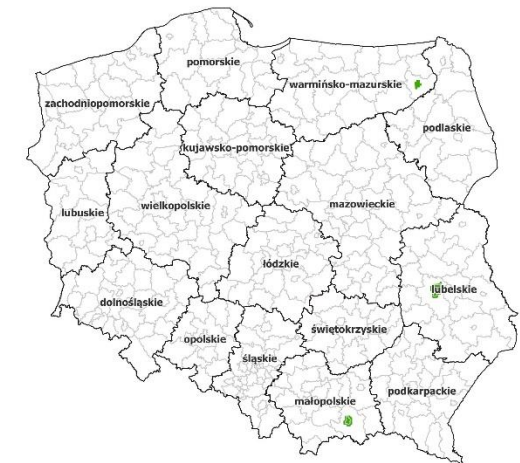 pomorskie
warmińsko-mazurskie
zachodniopomorskie
podlaskie
kujawsko-pomorskie
lubuskie
wielkopolskie
mazowieckie
łódzkie
lubelskie
dolnośląskie
świętokrzyskie
opolskie
śląskie
podkarpackie
małopolskie